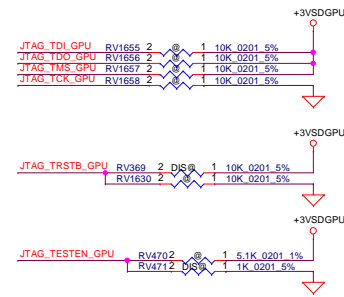 +3VSDGPU
JTAG_TDI_GPU RV1655 2 @ 1 10K_0201_5%
JTAG_TDO_GPU RV1656 2 @ 1 10K_0201_5%
JTAG_TMS_GPU RV1657 2 @ 1 10K_0201_5%
JTAG_TCK_GPU RV1658 2 @ 1 10K_0201_5%
+3VSDGPU
JTAG_TRSTB_GPU RV369 2 DIS@ 1 10K_0201_5%
RV1630 2 @ 1 10K_0201_5%
+3VSDGPU
JTAG_TESTEN_GPU RV470 2 @ 1 5.1K_0201_1%
RV471 2 DIS@ 1 1K_0201_5%